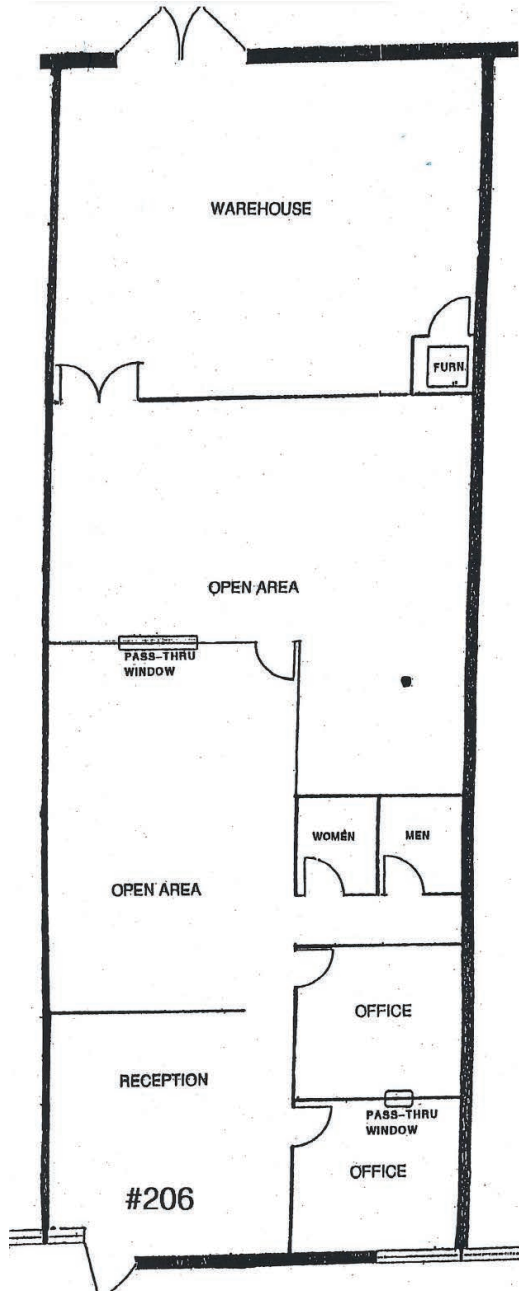 WAREHOUSE
FURN.
OPEN AREA
PASS-THRU
WINDOW
WOMEN
MEN
OPEN AREA
OFFICE
RECEPTION
PASS-THRU
WINDOW
OFFICE
#206